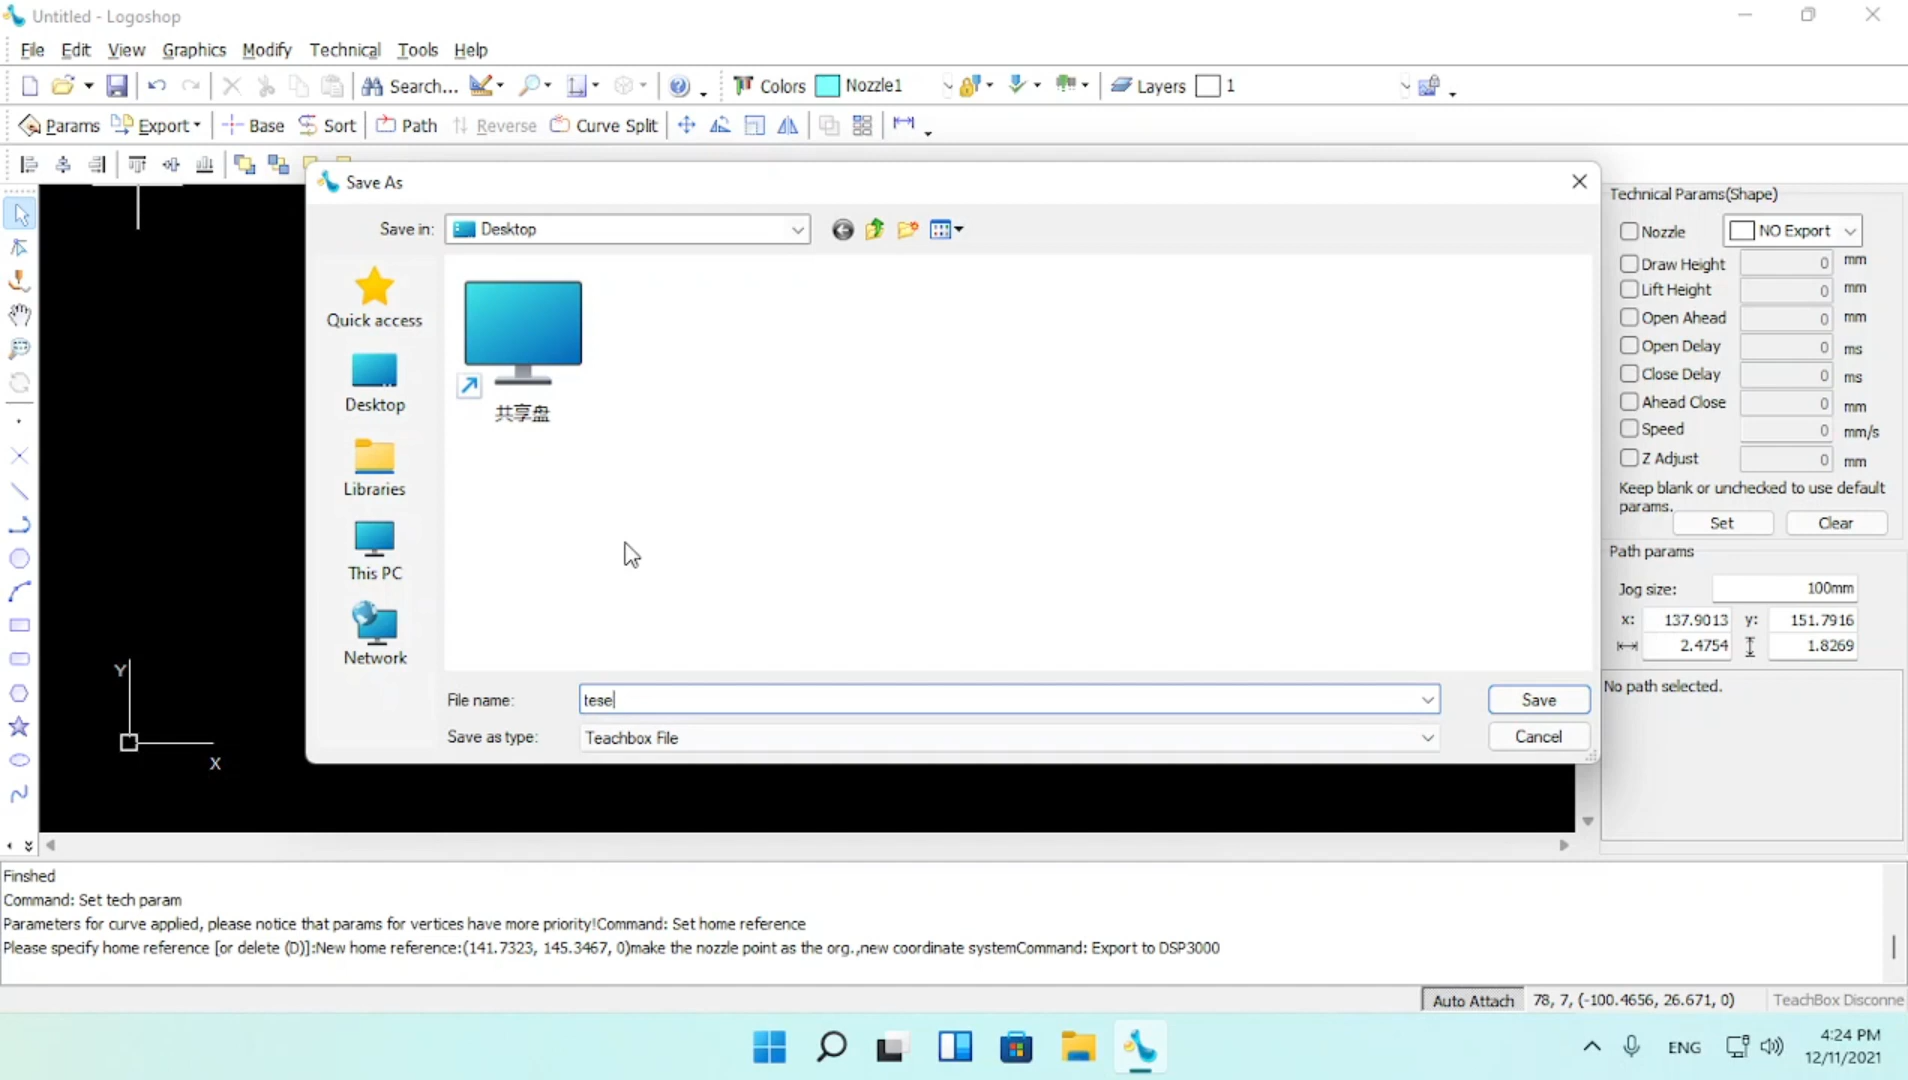 Untitled - Logoshop
File Edit View Graphics Modify Technical Tools Help
Search... Colors Nozzle1 Layers 1
Params Export Base Sort Path Reverse Curve Split
Save As
Save in: Desktop
Quick access
Desktop
Libraries
This PC
Network
共享盘
File name: tese
Save as type: Teachbox File
Save
Cancel
Technical Params(Shape)
Nozzle NO Export
Draw Height 0 mm
Lift Height 0 mm
Open Ahead 0 mm
Open Delay 0 ms
Close Delay 0 ms
Ahead Close 0 mm
Speed 0 mm/s
Z Adjust 0 mm
Keep blank or unchecked to use default
params.
Set Clear
Path params
Jog size: 100mm
x: 137.9013 y: 151.7916
2.4754 1.8269
No path selected.
Y
X
Finshed
Command: Set tech param
Parameters for curve applied, please notice that params for vertices have more priority!Command: Set home reference
Please specify home reference [or delete (D)]:New home reference:(141.7323, 145.3467, 0)make the nozzle point as the org.,new coordinate systemCommand: Export to DSP3000
Auto Attach 78, 7, (-100.4656, 26.671, 0) TeachBox Disconne
ENG
4:24 PM
12/11/2021